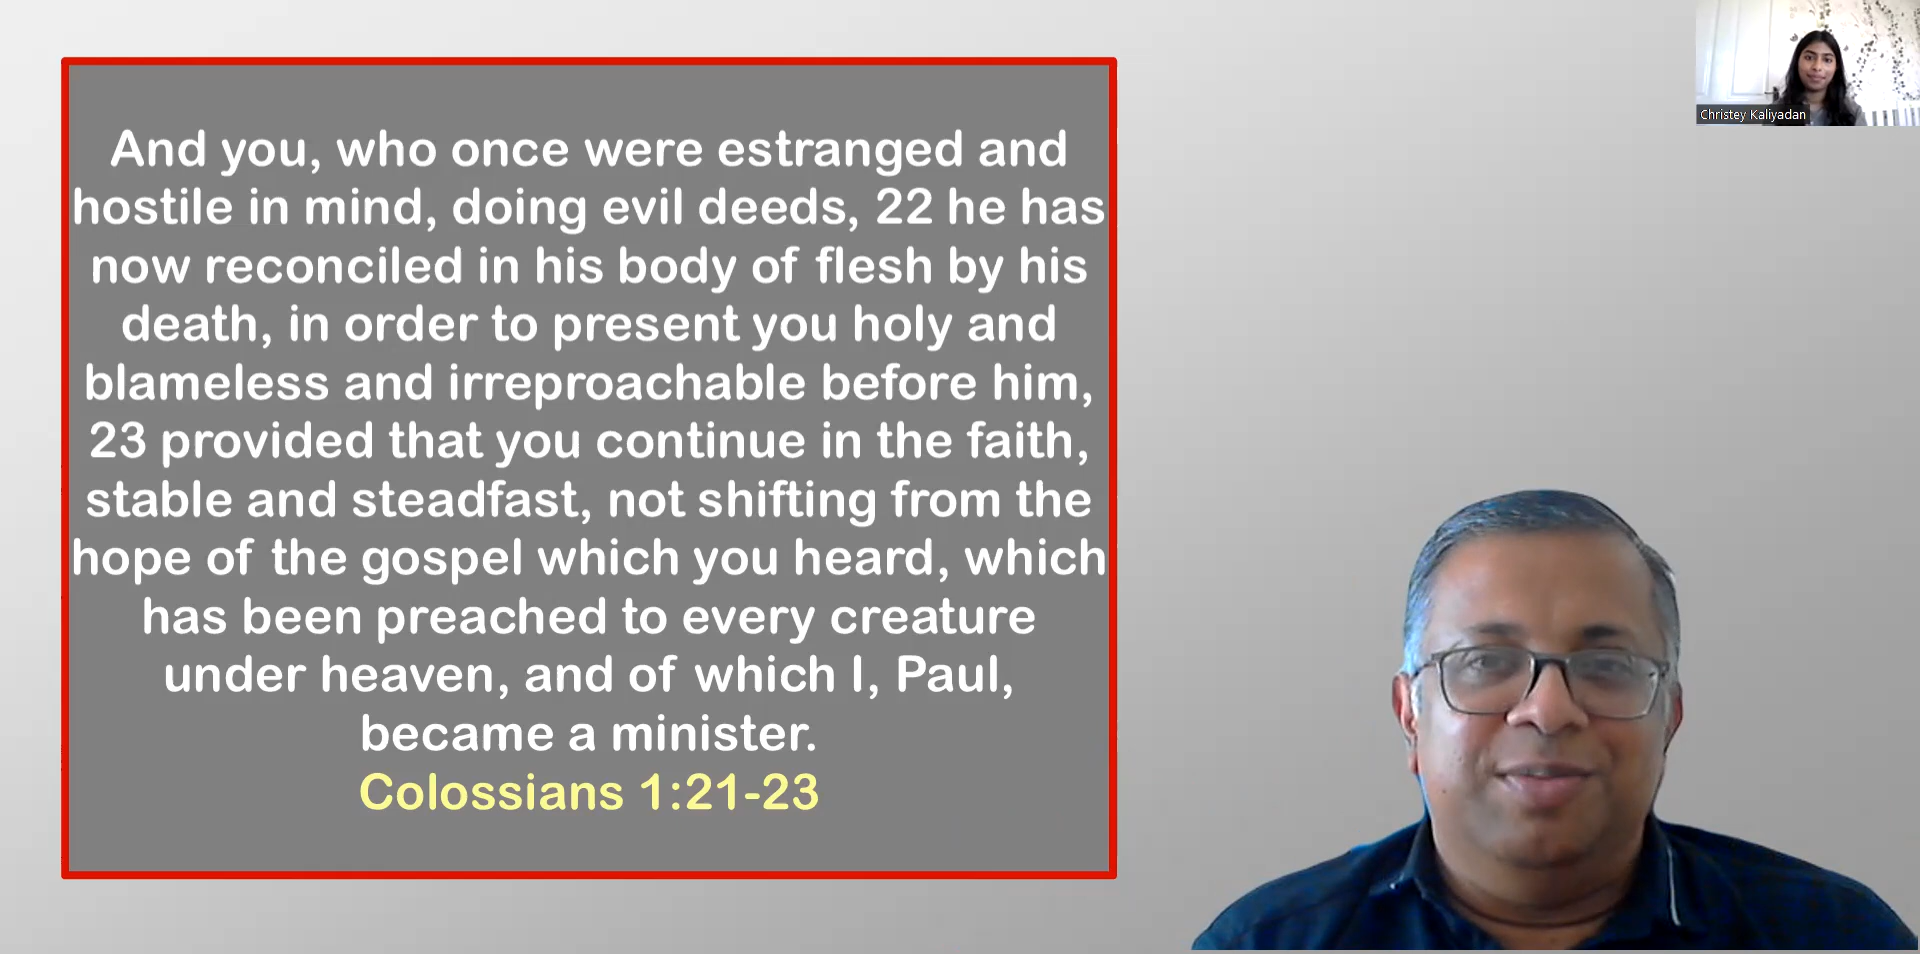 And you, who once were estranged and
hostile in mind, doing evil deeds, 22 he has
now reconciled in his body of flesh by his
death, in order to present you holy and
blameless and irreproachable before him,
23 provided that you continue in the faith,
stable and steadfast, not shifting from the
hope of the gospel which you heard, which
has been preached to every creature
under heaven, and of which I, Paul,
became a minister.
Colossians 1:21-23
Christey Kaliyadan